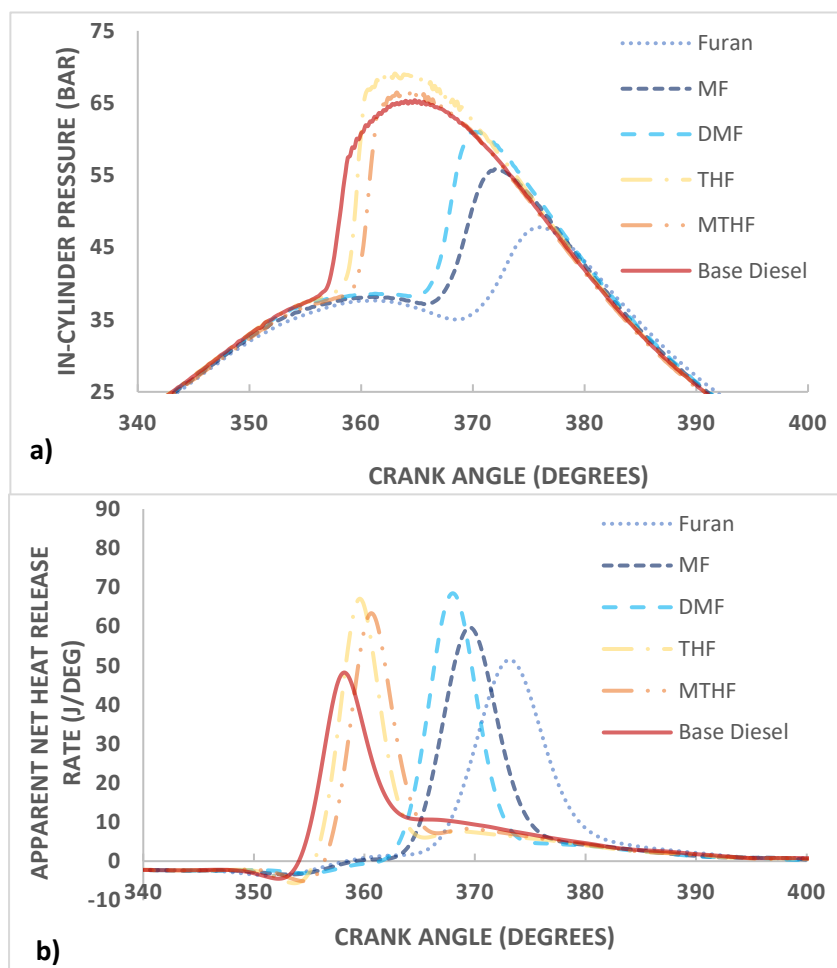 75
65
55
45
35
25
IN-CYLINDER PRESSURE (BAR)
Furan
MF
DMF
THF
MTHF
Base Diesel
340 350 360 370 380 390 400
a)
CRANK ANGLE (DEGREES)
90
80
70
60
50
40
30
20
10
0
-10
APPARENT NET HEAT RELEASE
RATE (J/DEG)
Furan
MF
DMF
THF
MTHF
Base Diesel
340 350 360 370 380 390 400
b)
CRANK ANGLE (DEGREES)